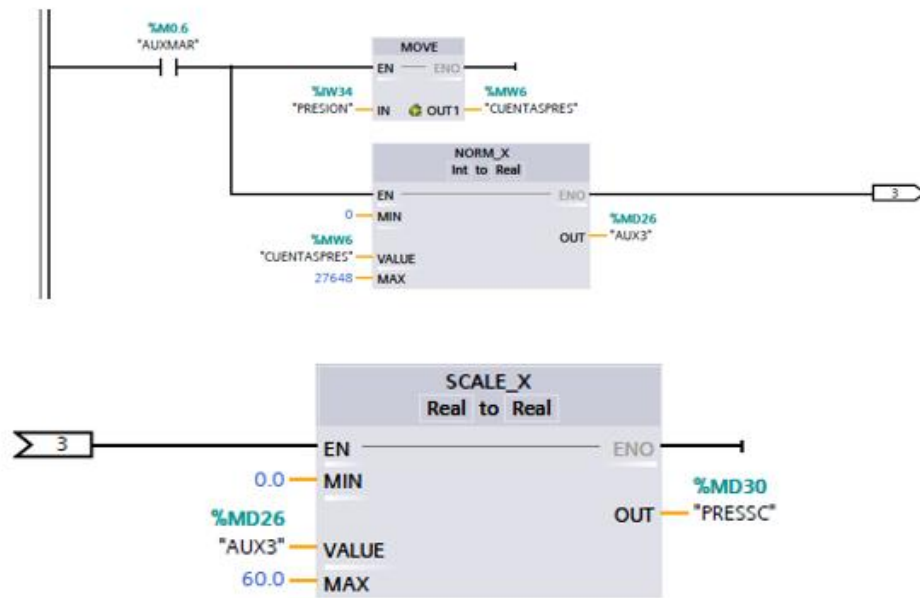 %M0.6
"AUXMAR"
MOVE
EN ENO
%IW34
"PRESION" IN OUT1 %MW6
"CUENTASPRES"
NORM_X
Int to Real
EN ENO 3
0 MIN
%MD26
OUT "AUX3"
%MW6
"CUENTASPRES" VALUE
27648 MAX
SCALE_X
Real to Real
3
EN ENO
0.0 MIN
%MD30
OUT "PRESSC"
%MD26
"AUX3" VALUE
60.0 MAX